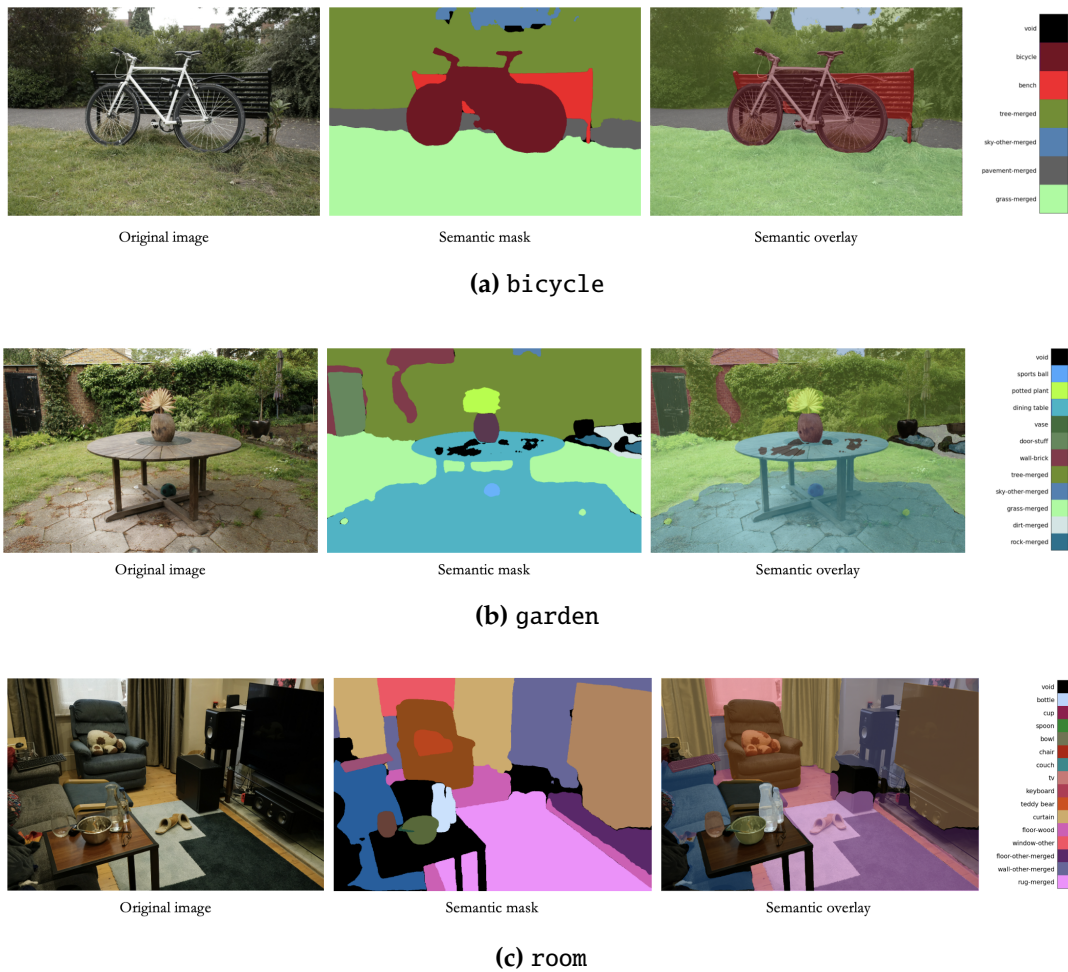 void
bicycle
bench
tree-merged
sky-other-merged
pavement-merged
grass-merged
Original image
Semantic mask
Semantic overlay
(a) bicycle
void
sports ball
potted plant
dining table
vase
door-stuff
wall-brick
tree-merged
sky-other-merged
grass-merged
dirt-merged
rock-merged
Original image
Semantic mask
Semantic overlay
(b) garden
void
bottle
cup
spoon
bowl
chair
couch
tv
keyboard
teddy bear
curtain
floor-wood
window-other
floor-other-merged
wall-other-merged
rug-merged
Original image
Semantic mask
Semantic overlay
(c) room